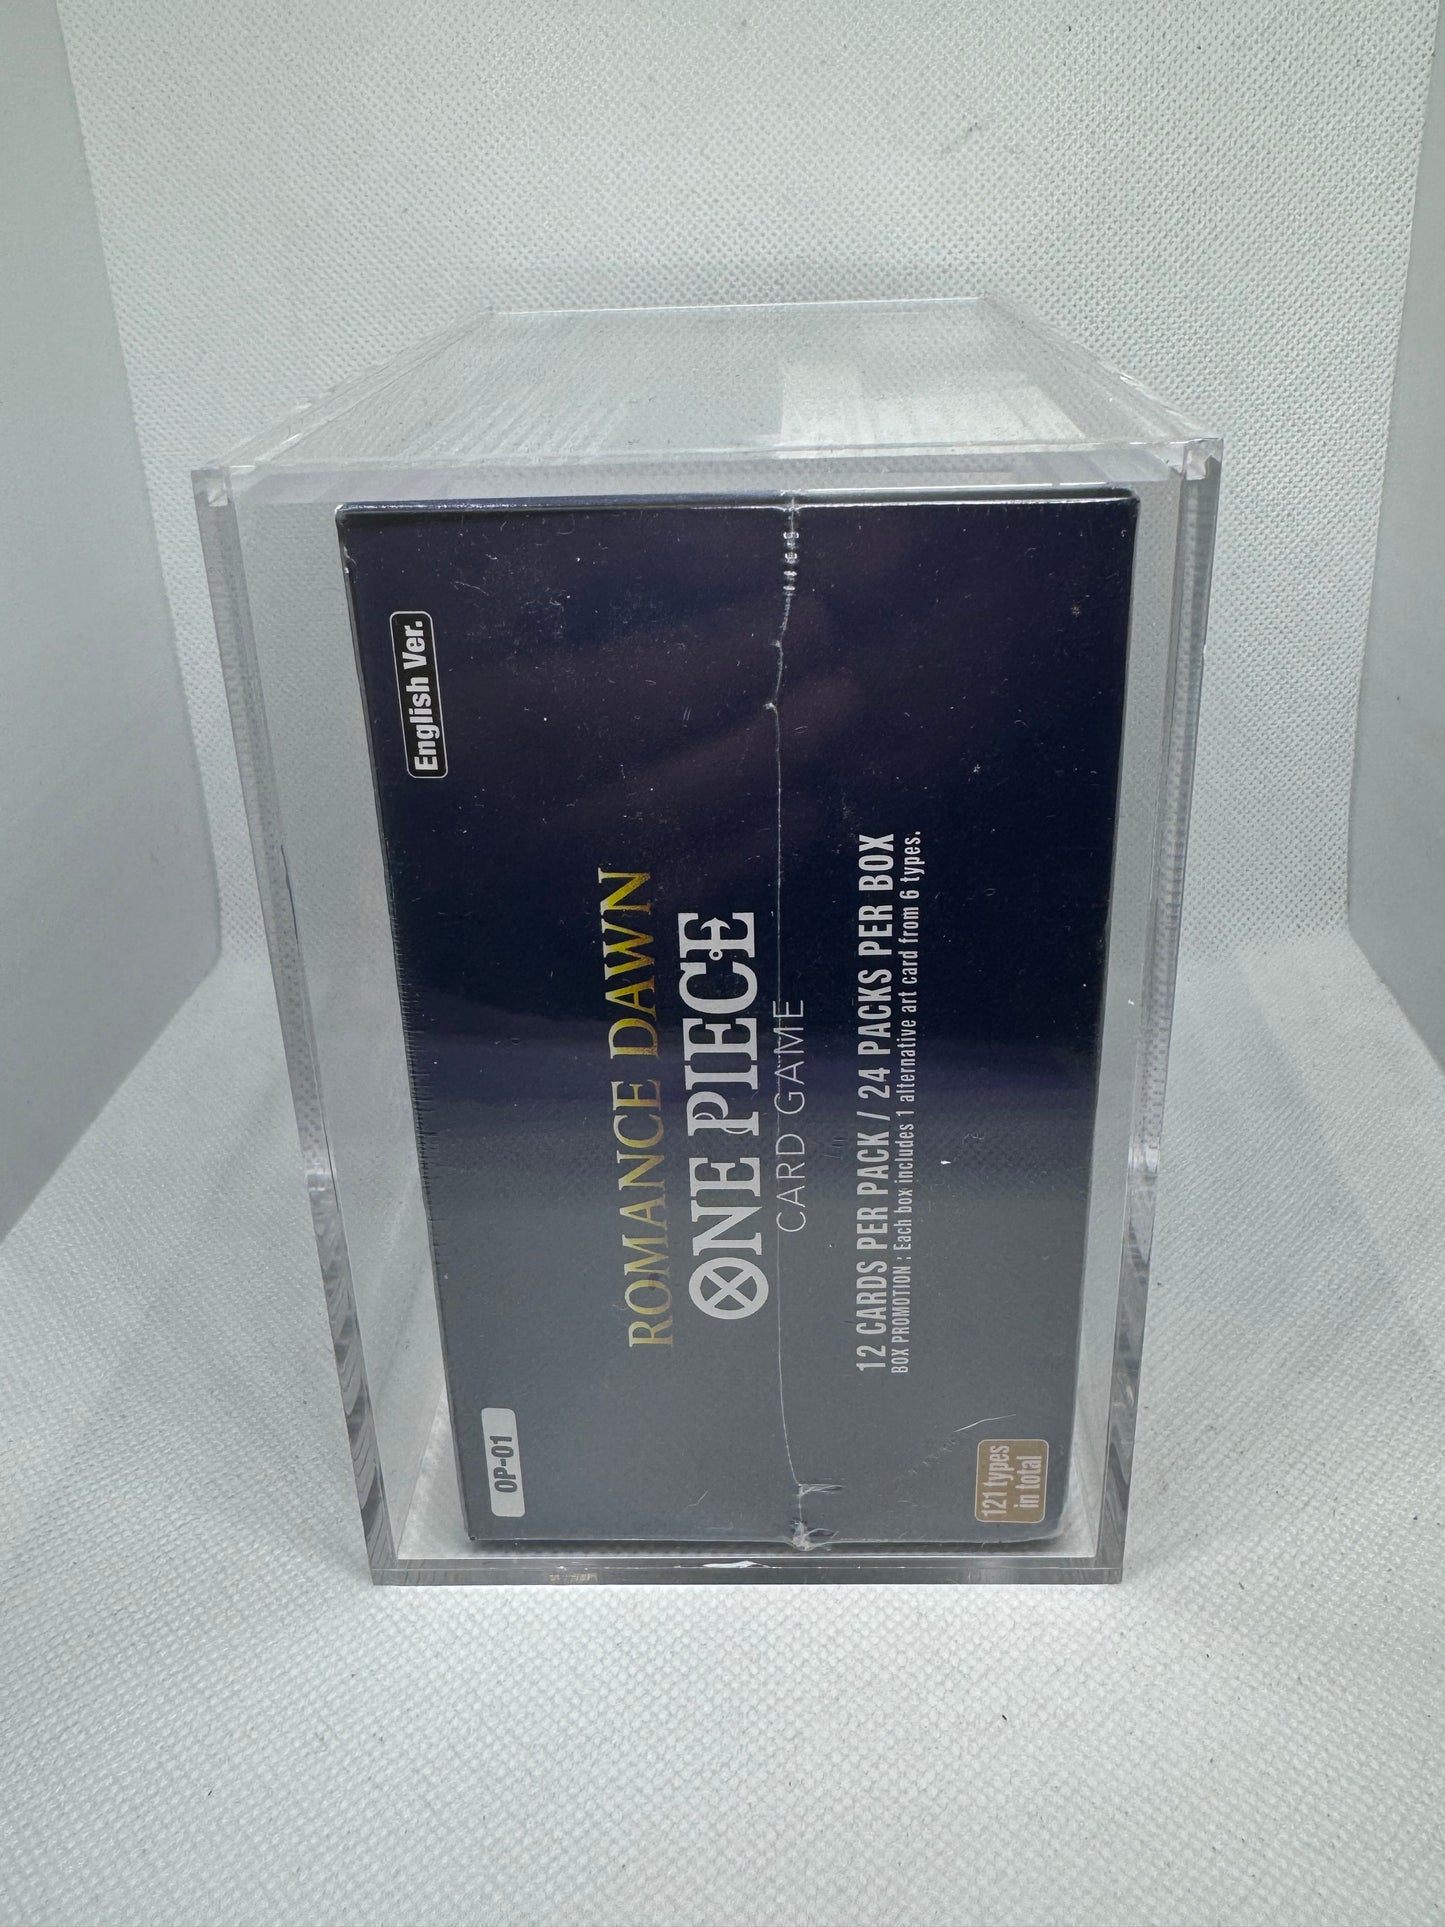 OP-01
English Ver.
ROMANCE DAWN
ONE PIECE
CARD GAME
12 CARDS PER PACK / 24 PACKS PER BOX
BOX PROMOTION : Each box includes 1 alternative art card from 6 types.
121 types
in total